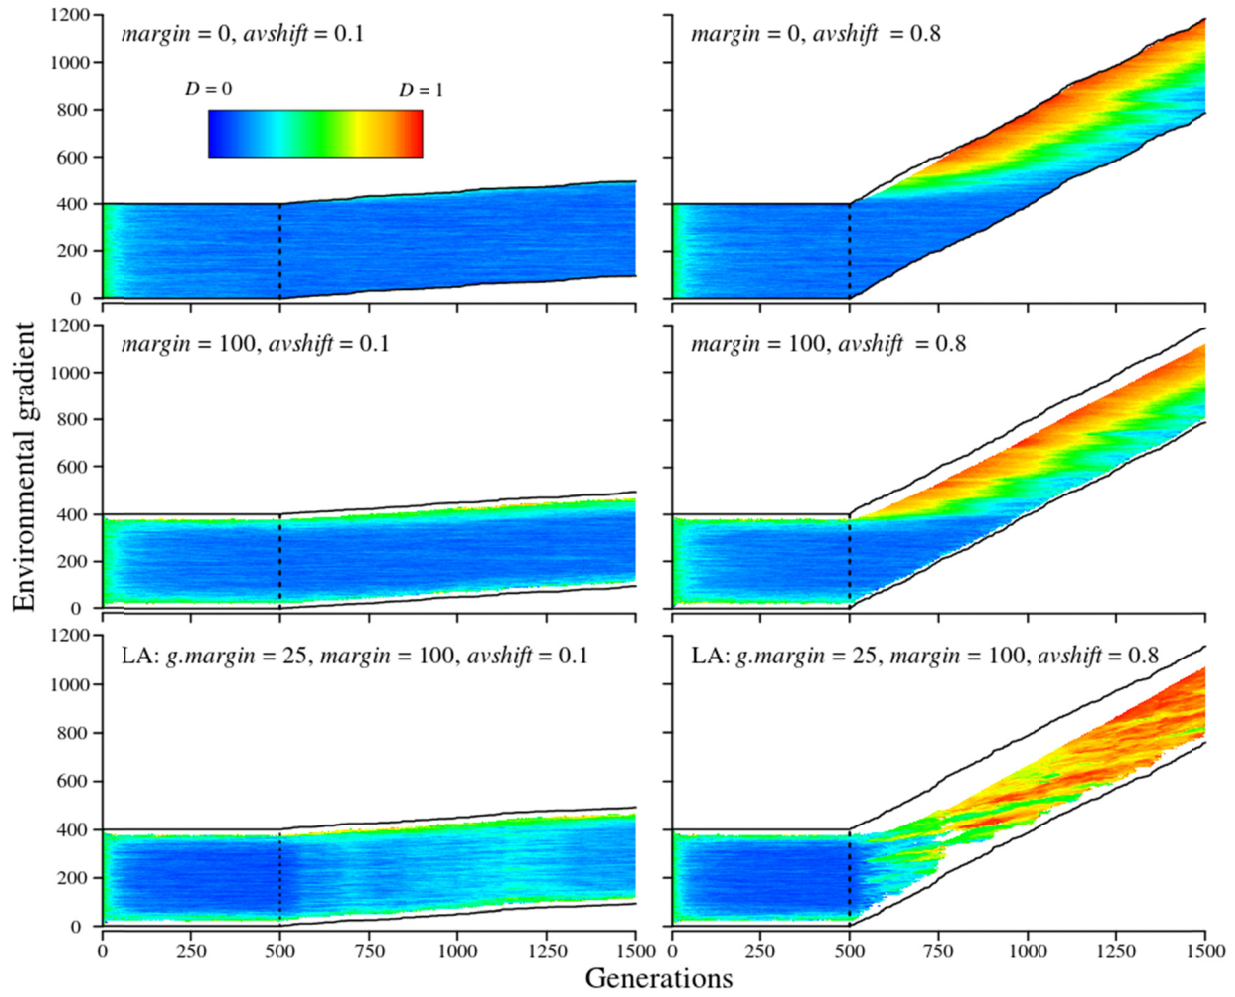 1200
1000
800
600
400
200
0
margin = 0, avshift = 0.1
D = 0
D = 1
margin = 0, avshift = 0.8
1200
1000
800
600
400
200
0
margin = 100, avshift = 0.1
margin = 100, avshift = 0.8
Environmental gradient
1200
1000
800
600
400
200
0
LA: g.margin = 25, margin = 100, avshift = 0.1
LA: g.margin = 25, margin = 100, avshift = 0.8
0 250 500 750 1000 1250 1500
0 250 500 750 1000 1250 1500
Generations